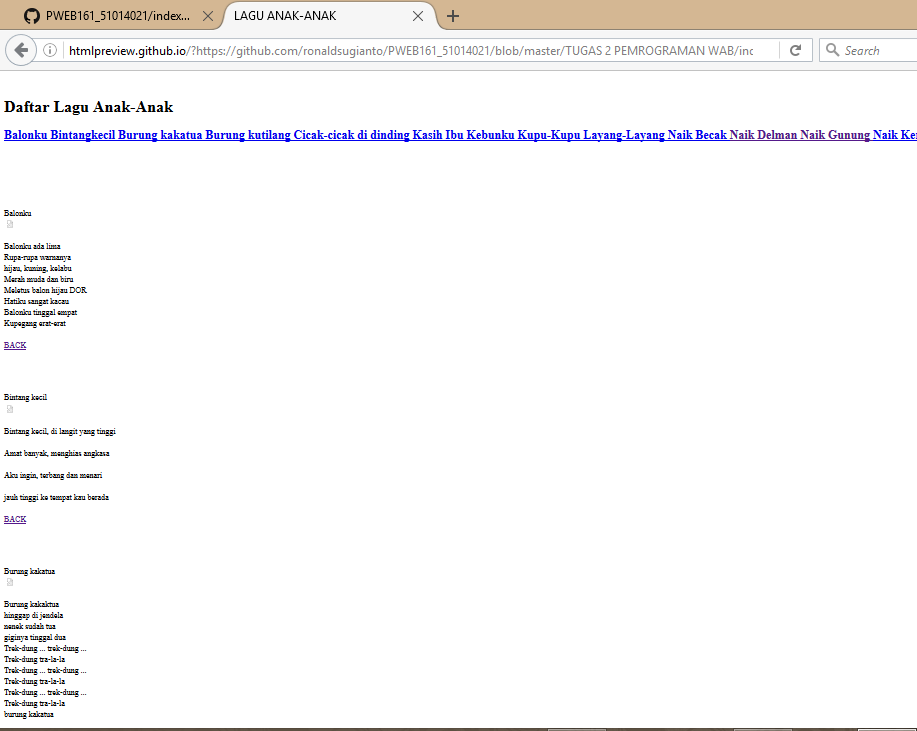 PWEB161_51014021/index...
LAGU ANAK-ANAK
htmlpreview.github.io/?https://github.com/ronaldsugianto/PWEB161_51014021/blob/master/TUGAS 2 PEMROGRAMAN WAB/inc
Search
Daftar Lagu Anak-Anak
Balonku Bintangkecil Burung kakatua Burung kutilang Cicak-cicak di dinding Kasih Ibu Kebunku Kupu-Kupu Layang-Layang Naik Becak Naik Delman Naik Gunung Naik Ker
Balonku
Balonku ada lima
Rupa-rupa warnanya
hijau, kuning, kelabu
Merah muda dan biru
Meletus balon hijau DOR
Hatiku sangat kacau
Balonku tinggal empat
Kupegang erat-erat
BACK
Bintang kecil
Bintang kecil, di langit yang tinggi
Amat banyak, menghias angkasa
Aku ingin, terbang dan menari
jauh tinggi ke tempat kau berada
BACK
Burung kakatua
Burung kakaktua
hinggap di jendela
nenek sudah tua
giginya tinggal dua
Trek-dung ... trek-dung ...
Trek-dung tra-la-la
Trek-dung ... trek-dung ...
Trek-dung tra-la-la
Trek-dung ... trek-dung ...
Trek-dung tra-la-la
burung kakatua